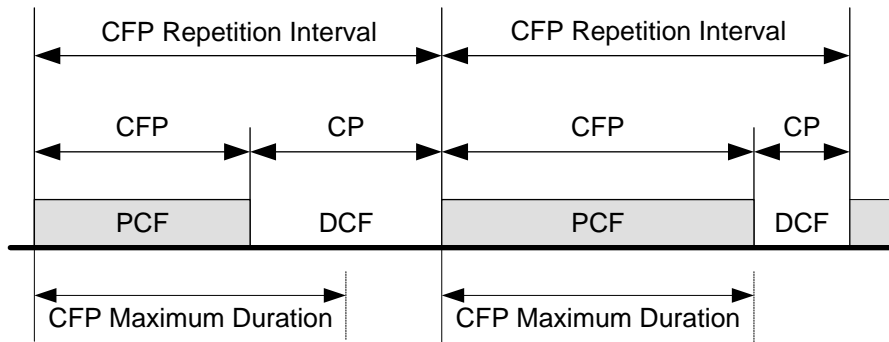 CFP Repetition Interval CFP Repetition Interval
CFP CP CFP CP
PCF DCF PCF DCF
CFP Maximum Duration CFP Maximum Duration